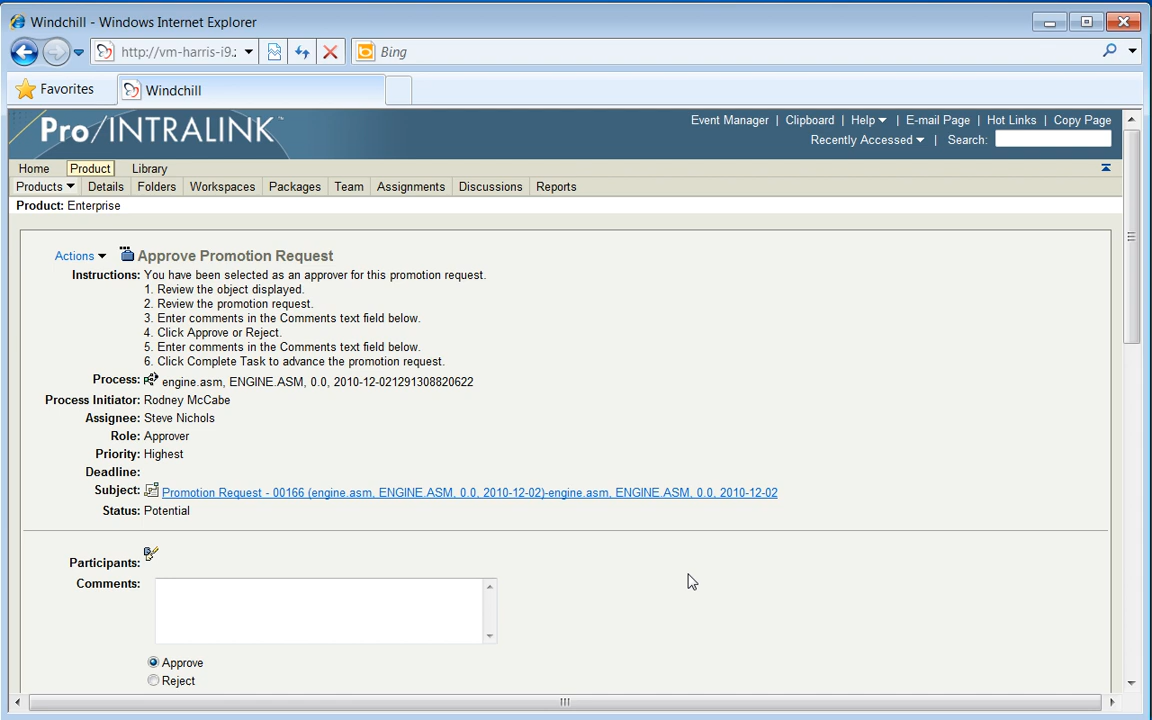 Windchill - Windows Internet Explorer
http://vm-harris-i9.:
Bing
Favorites
Windchill
Pro/INTRALINK™
Event Manager | Clipboard | Help | E-mail Page | Hot Links | Copy Page
Recently Accessed | Search:
Home Product Library
Products Details Folders Workspaces Packages Team Assignments Discussions Reports
Product: Enterprise
Actions Approve Promotion Request
Instructions: You have been selected as an approver for this promotion request.
1. Review the object displayed.
2. Review the promotion request.
3. Enter comments in the Comments text field below.
4. Click Approve or Reject.
5. Enter comments in the Comments text field below.
6. Click Complete Task to advance the promotion request.
Process: engine.asm, ENGINE.ASM, 0.0, 2010-12-021291308820622
Process Initiator: Rodney McCabe
Assignee: Steve Nichols
Role: Approver
Priority: Highest
Deadline:
Subject: Promotion Request - 00166 (engine.asm, ENGINE.ASM, 0.0, 2010-12-02)-engine.asm, ENGINE.ASM, 0.0, 2010-12-02
Status: Potential
Participants:
Comments:
Approve
Reject